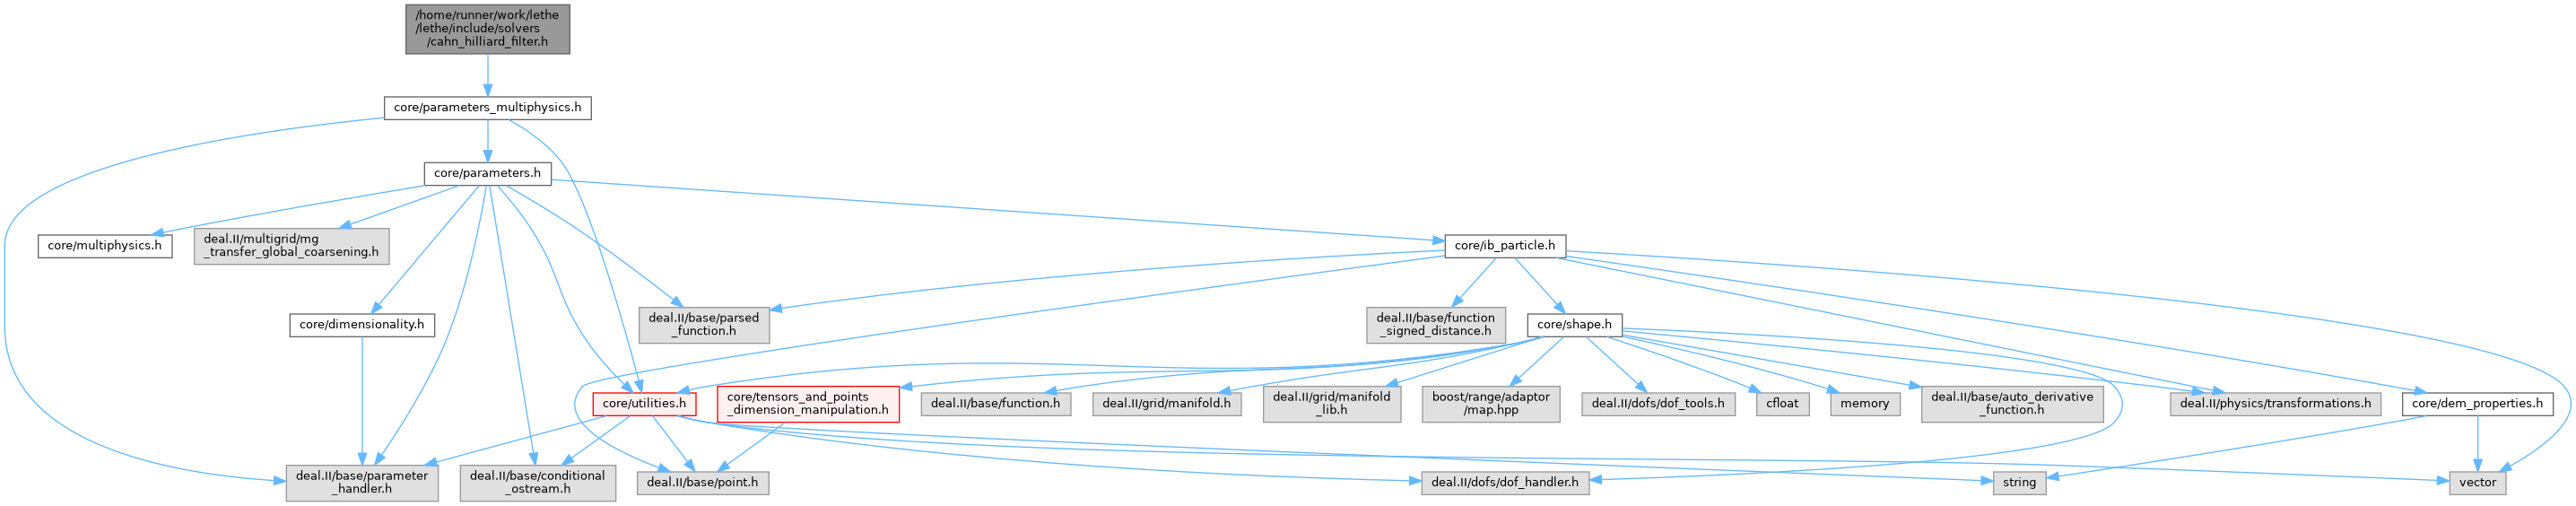 /home/runner/work/lethe
/lethe/include/solvers
/cahn_hilliard_filter.h
core/parameters_multiphysics.h
core/parameters.h
core/multiphysics.h
deal.II/multigrid/mg
_transfer_global_coarsening.h
core/ib_particle.h
core/dimensionality.h
deal.II/base/parsed
_function.h
deal.II/base/function
_signed_distance.h
core/shape.h
core/utilities.h
core/tensors_and_points
_dimension_manipulation.h
deal.II/base/function.h
deal.II/grid/manifold.h
deal.II/grid/manifold
_lib.h
boost/range/adaptor
/map.hpp
deal.II/dofs/dof_tools.h
cfloat
memory
deal.II/base/auto_derivative
_function.h
deal.II/physics/transformations.h
core/dem_properties.h
deal.II/base/parameter
_handler.h
deal.II/base/conditional
_ostream.h
deal.II/base/point.h
deal.II/dofs/dof_handler.h
string
vector